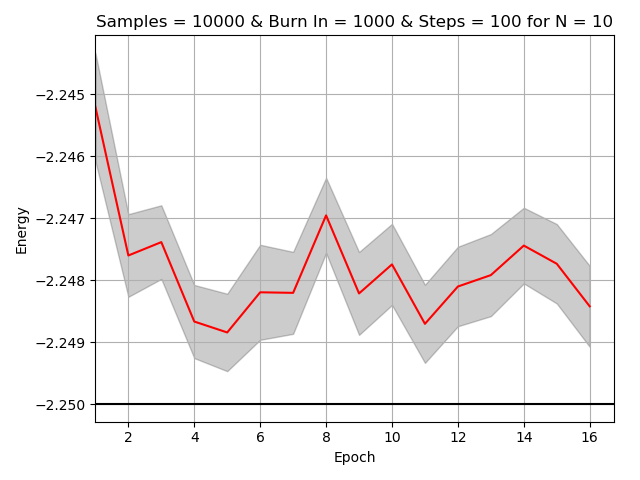 Samples = 10000 & Burn In = 1000 & Steps = 100 for N = 10
−2.245
−2.246
−2.247
−2.248
−2.249
−2.250
Energy
2 4 6 8 10 12 14 16
Epoch